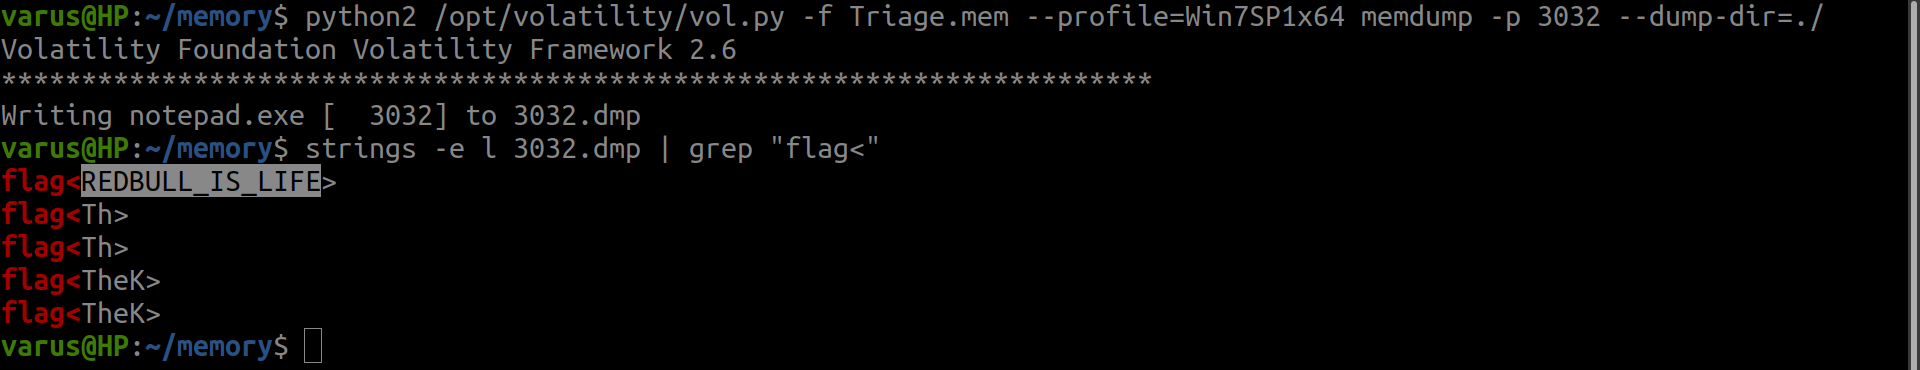 varus@HP:~/memory$ python2 /opt/volatility/vol.py -f Triage.mem --profile=Win7SP1x64 memdump -p 3032 --dump-dir=./
Volatility Foundation Volatility Framework 2.6
************************************************************************
Writing notepad.exe [  3032] to 3032.dmp
varus@HP:~/memory$ strings -e l 3032.dmp | grep "flag<"
flag<REDBULL_IS_LIFE>
flag<Th>
flag<Th>
flag<TheK>
flag<TheK>
varus@HP:~/memory$